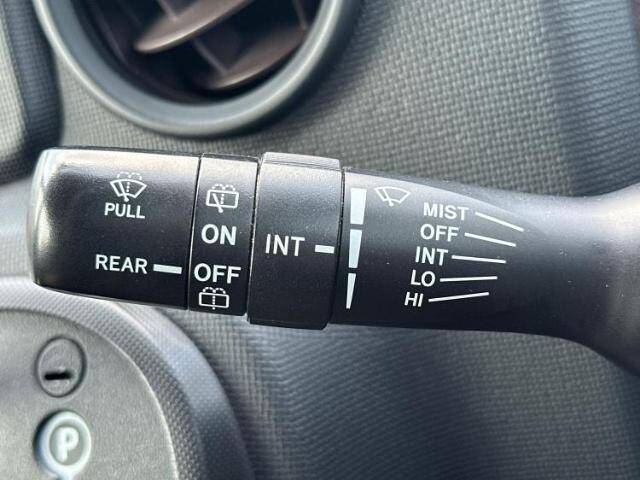 PULL
REAR
ON
OFF
INT
MIST
OFF
INT
LO
HI
P